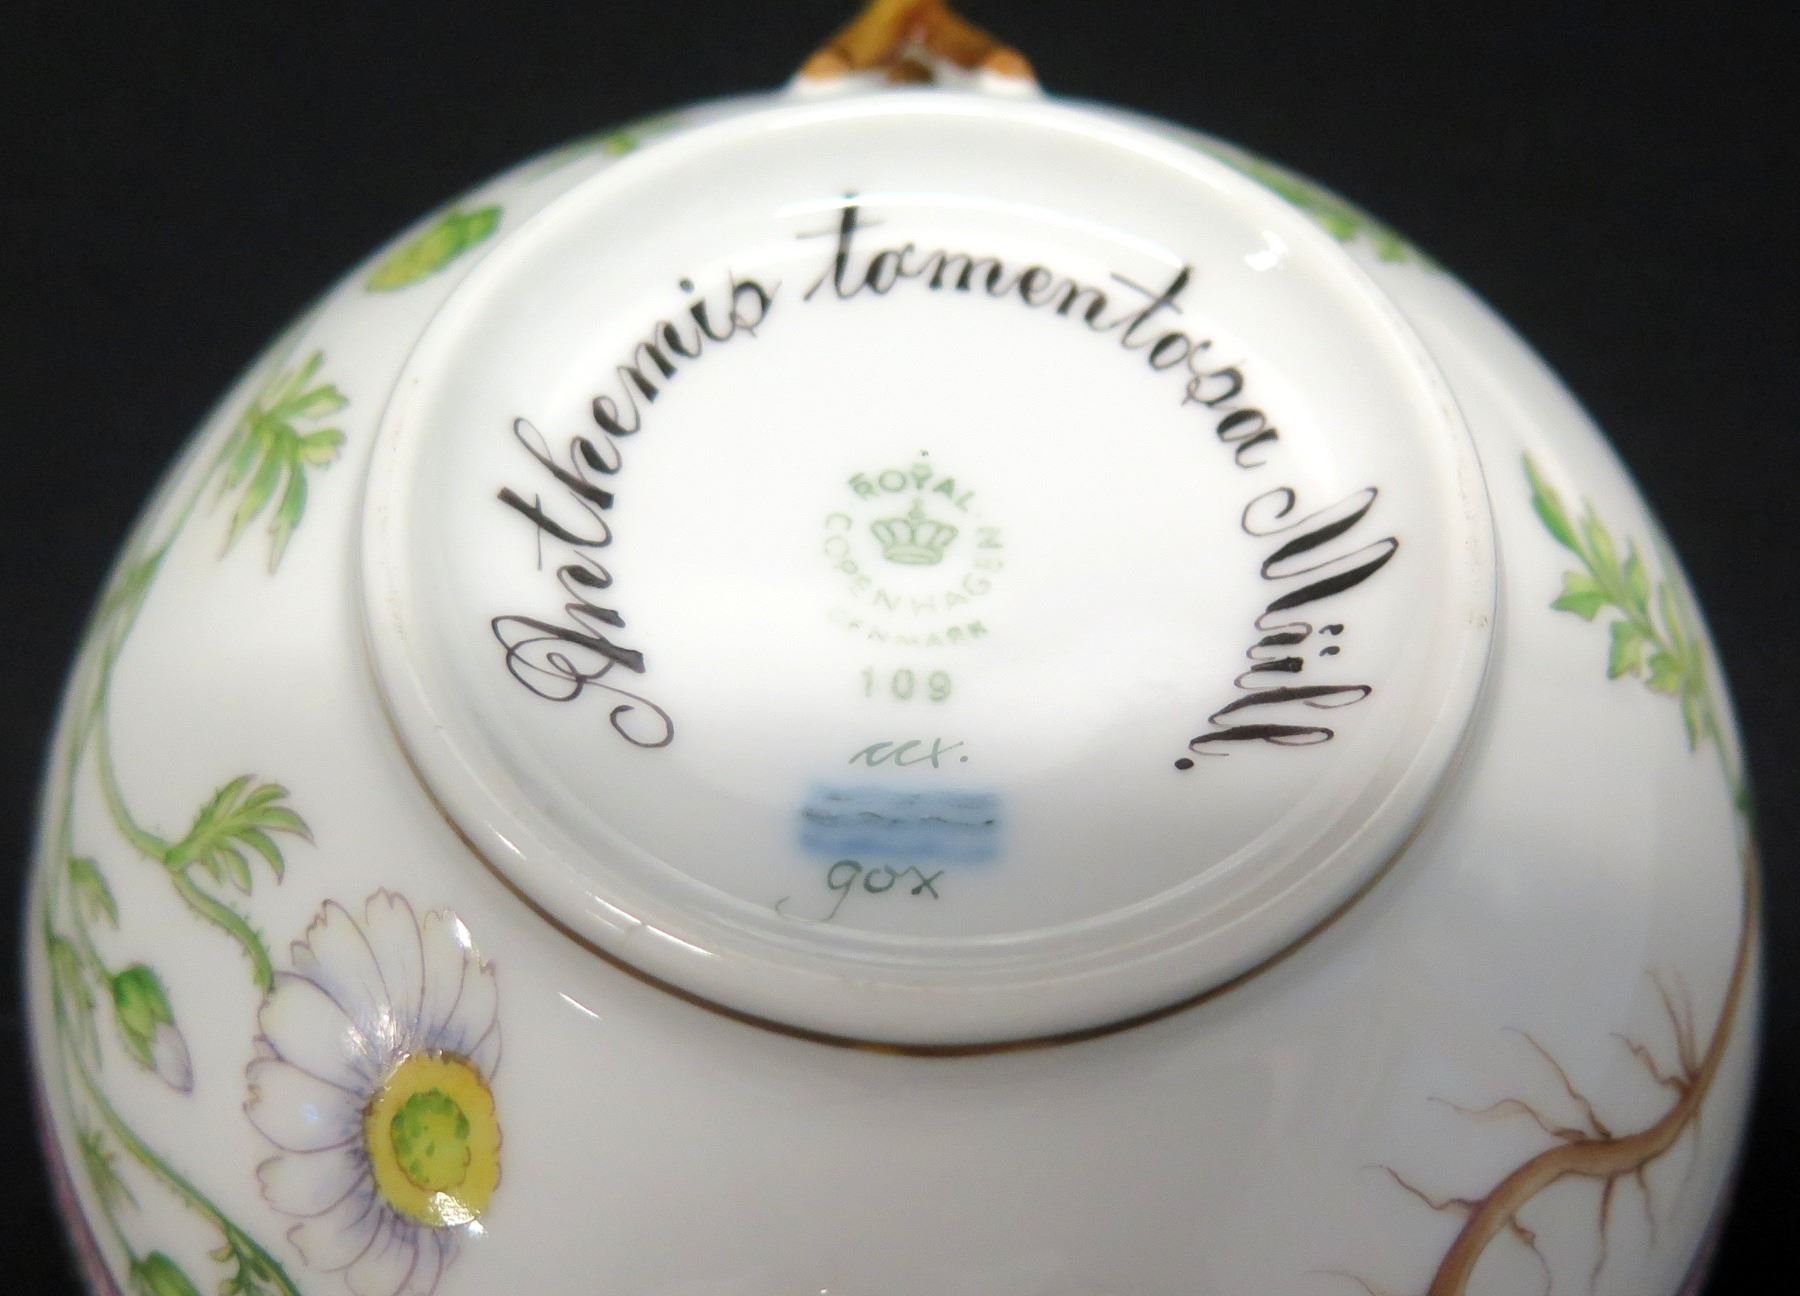 Anthemis tomentosa Müll.
ROYAL
COPENHAGEN
DENMARK
109
gox